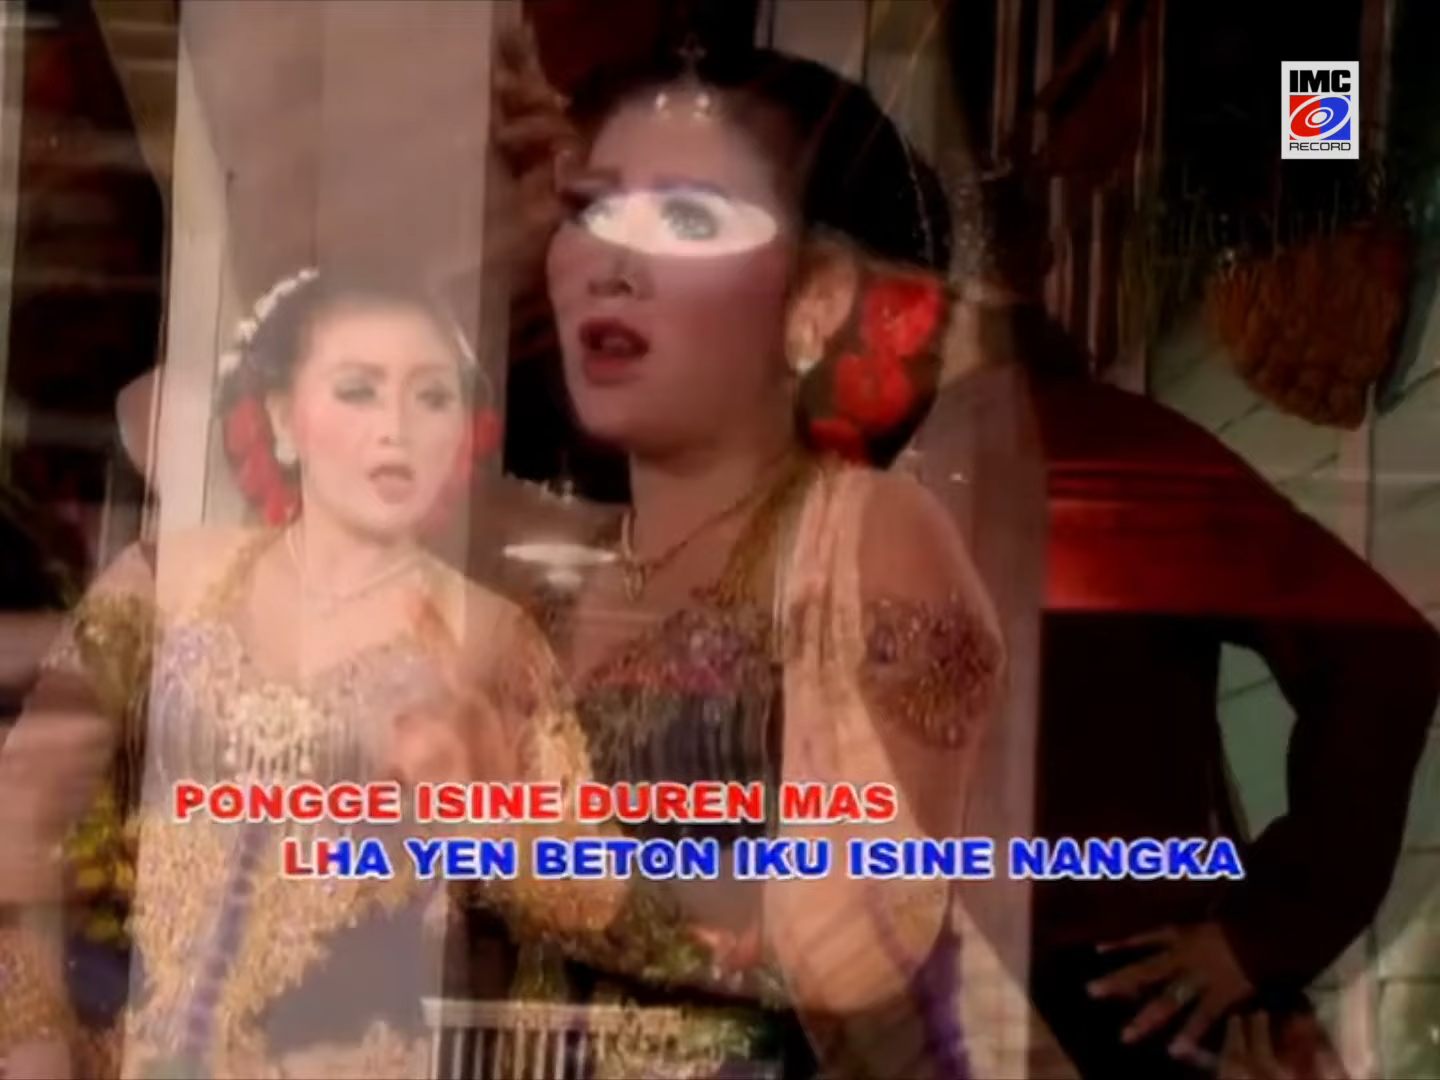 IMC
RECORD
PONGGE ISINE DUREN MAS
LHA YEN BETON IKU ISINE NANGKA